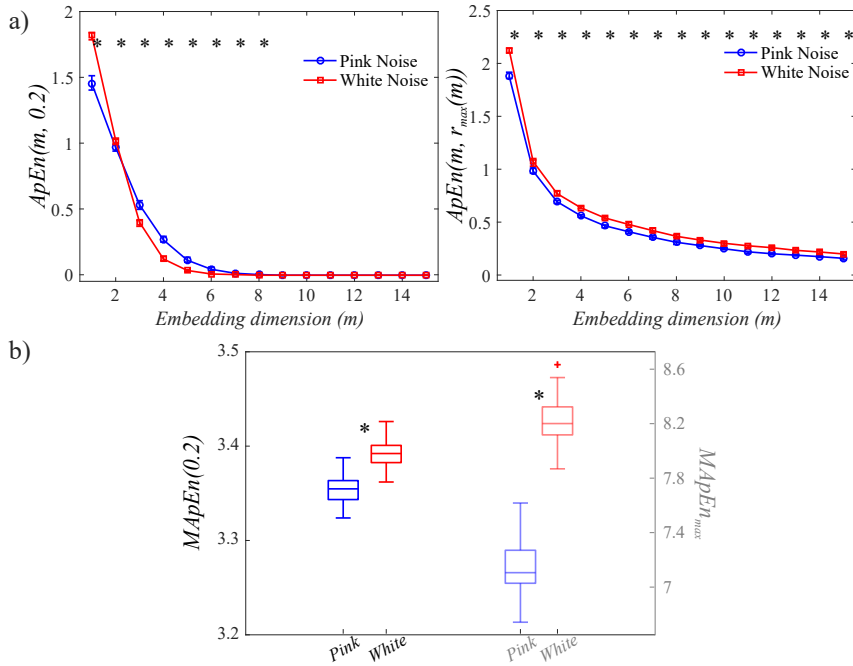 a)
* * * * * * * *
Pink Noise
White Noise
ApEn(m, 0.2)
2
1.5
1
0.5
0
2 4 6 8 10 12 14
Embedding dimension (m)
* * * * * * * * * * * * * * *
Pink Noise
White Noise
ApEn(m, r_max(m))
2.5
2
1.5
1
0.5
0
2 4 6 8 10 12 14
Embedding dimension (m)
b)
MApEn(0.2)
3.5
3.4
3.3
3.2
*
*
8.6
8.2
7.8
7.4
7
MApEn_max
Pink White Pink White